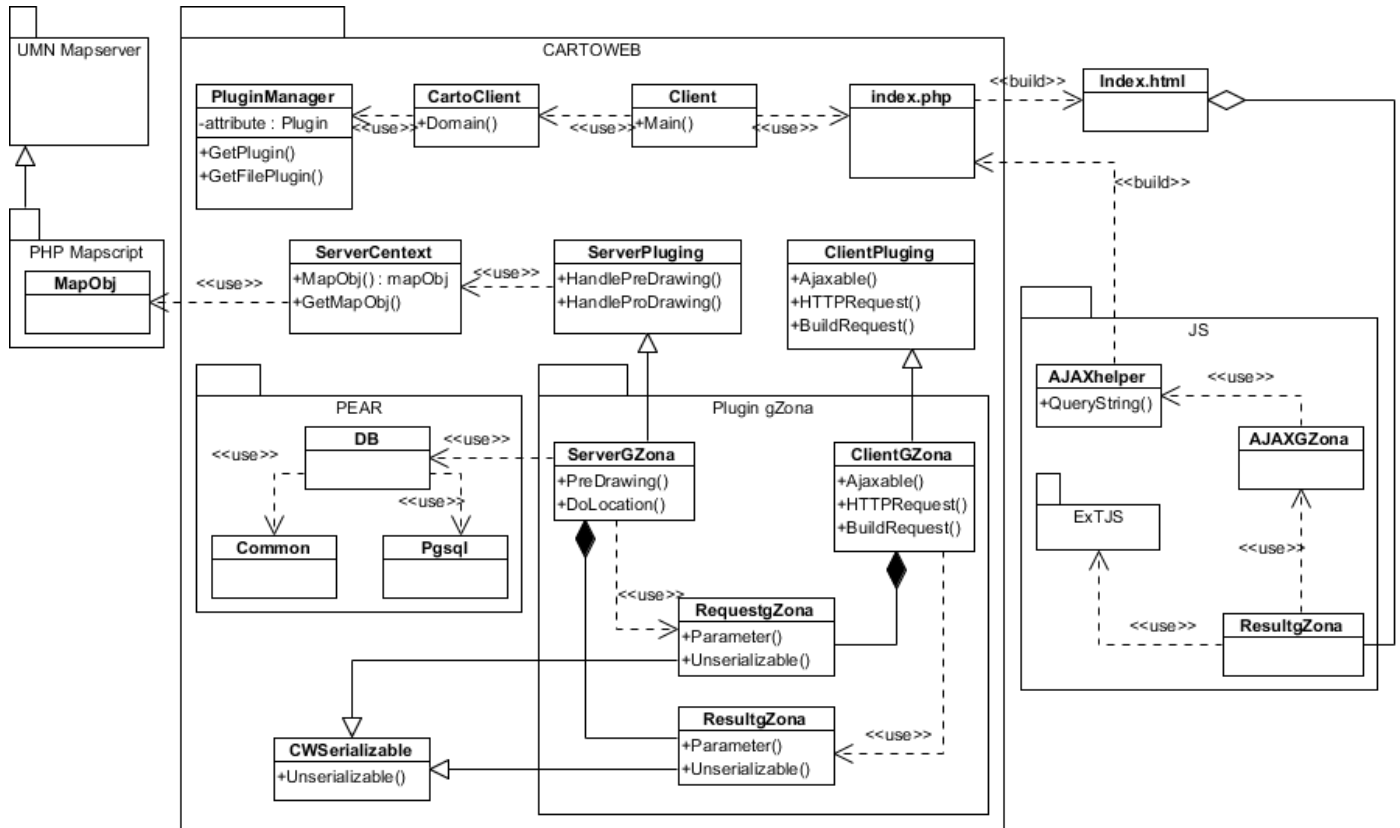 UMN Mapserver
CARTOWEB
PluginManager
-attribute : Plugin
+GetPlugin()
+GetFilePlugin()
<<use>>
CartoClient
+Domain()
<<use>>
Client
+Main()
<<use>>
index.php
<<build>>
Index.html
<<build>>
PHP Mapscript
MapObj
<<use>>
ServerCentext
+MapObj() : mapObj
+GetMapObj()
<<use>>
ServerPluging
+HandlePreDrawing()
+HandleProDrawing()
ClientPluging
+Ajaxable()
+HTTPRequest()
+BuildRequest()
JS
AJAXhelper
+QueryString()
<<use>>
AJAXGZona
ExTJS
<<use>>
<<use>>
ResultgZona
PEAR
DB
<<use>>
<<use>>
<<use>>
Common
Pgsql
Plugin gZona
ServerGZona
+PreDrawing()
+DoLocation()
ClientGZona
+Ajaxable()
+HTTPRequest()
+BuildRequest()
<<use>>
RequestgZona
+Parameter()
+Unserializable()
ResultgZona
+Parameter()
+Unserializable()
<<use>>
CWSerializable
+Unserializable()